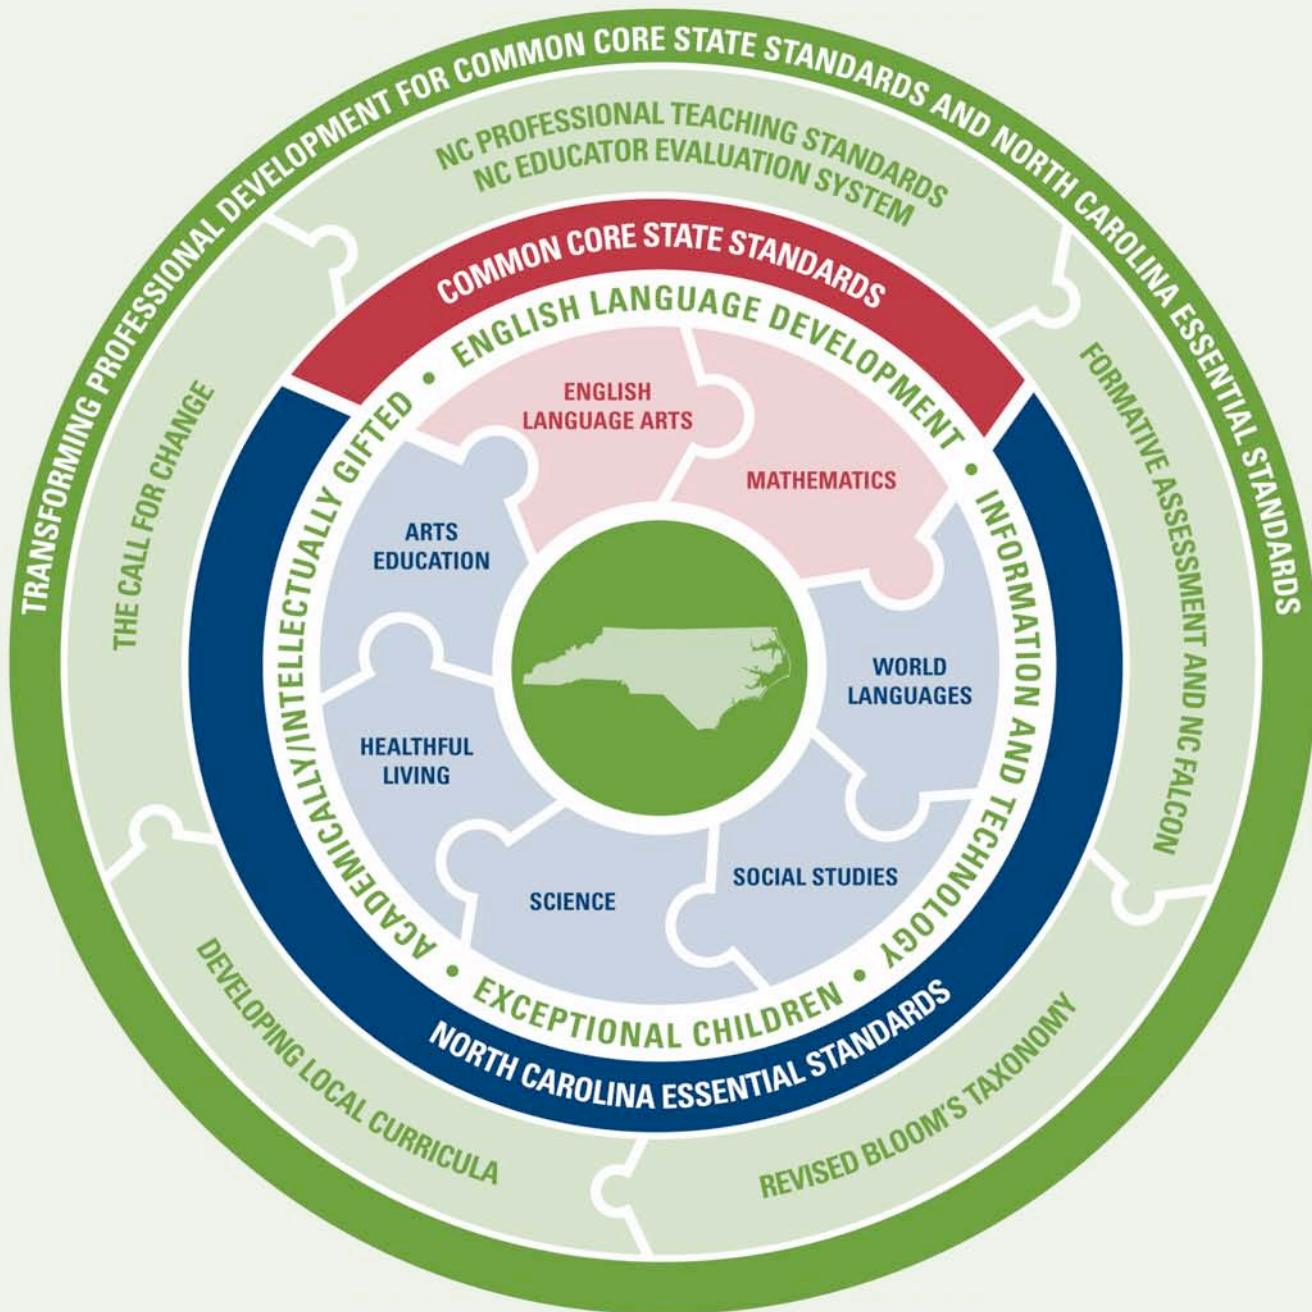 TRANSFORMING PROFESSIONAL DEVELOPMENT FOR COMMON CORE STATE STANDARDS AND NORTH CAROLINA ESSENTIAL STANDARDS
NC PROFESSIONAL TEACHING STANDARDS
NC EDUCATOR EVALUATION SYSTEM
FORMATIVE ASSESSMENT AND NC FALCON
REVISED BLOOM'S TAXONOMY
DEVELOPING LOCAL CURRICULA
THE CALL FOR CHANGE
COMMON CORE STATE STANDARDS
NORTH CAROLINA ESSENTIAL STANDARDS
ACADEMICALLY/INTELLECTUALLY GIFTED • ENGLISH LANGUAGE DEVELOPMENT • INFORMATION AND TECHNOLOGY •
EXCEPTIONAL CHILDREN •
ENGLISH
LANGUAGE ARTS
MATHEMATICS
WORLD
LANGUAGES
SOCIAL STUDIES
SCIENCE
HEALTHFUL
LIVING
ARTS
EDUCATION